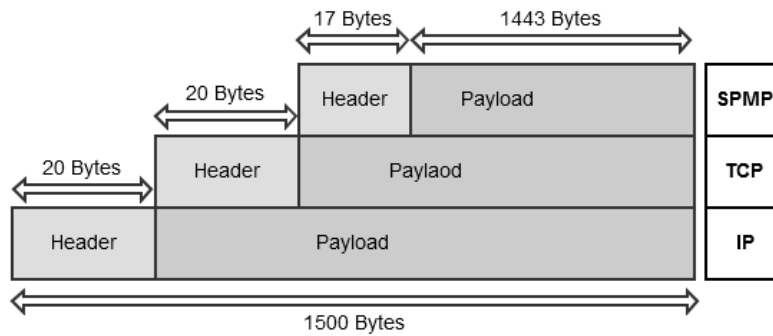 17 Bytes
1443 Bytes
20 Bytes
Header
Payload
SPMP
20 Bytes
Header
Paylaod
TCP
Header
Payload
IP
1500 Bytes